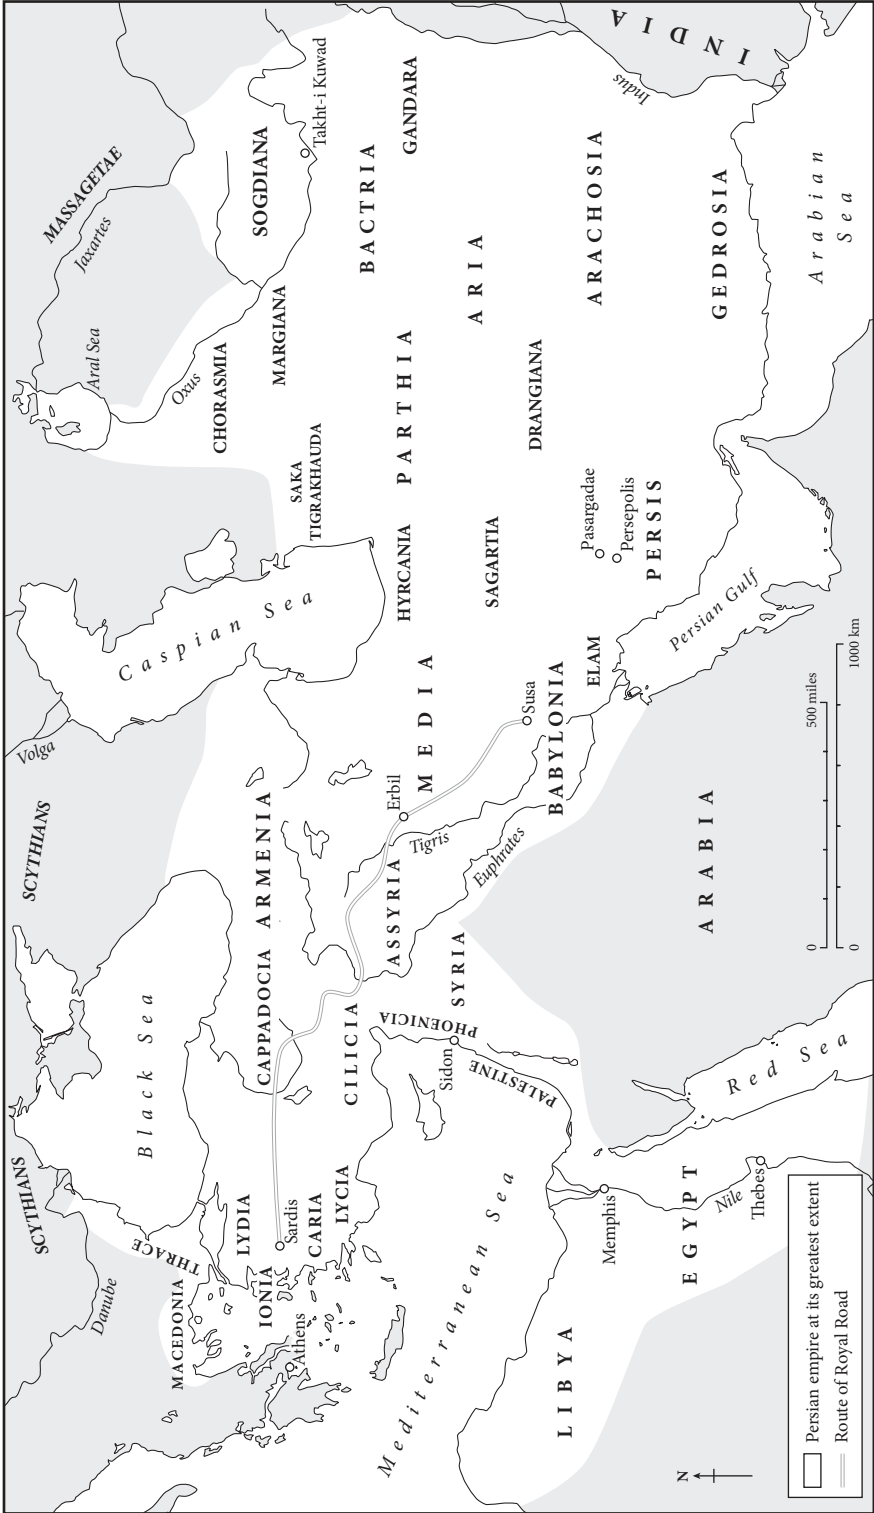 SCYTHIANS
SCYTHIANS
Volga
Aral Sea
Jaxartes
MASSAGETAE
Danube
Black Sea
Caspian Sea
Oxus
CHORASMIA
SOGDIANA
Takht-i Kuwad
MACEDONIA
THRACE
LYDIA
CAPPADOCIA
ARMENIA
SAKA
TIGRAKHAUDA
MARGIANA
IONIA
Sardis
Athens
CARIA
LYCIA
CILICIA
ASSYRIA
Erbil
Tigris
MEDIA
HYRCANIA
PARTHIA
BACTRIA
GANDARA
Mediterranean Sea
Sidon
PHOENICIA
PALESTINE
SYRIA
Euphrates
Susa
BABYLONIA
ELAM
SAGARTIA
DRANGIANA
ARIA
Pasargadae
Persepolis
PERSIS
ARACHOSIA
Indus
INDIA
LIBYA
Memphis
EGYPT
Nile
Thebes
Red Sea
ARABIA
Persian Gulf
GEDROSIA
Arabian
Sea
N
Persian empire at its greatest extent
Route of Royal Road
0
500 miles
0
1000 km